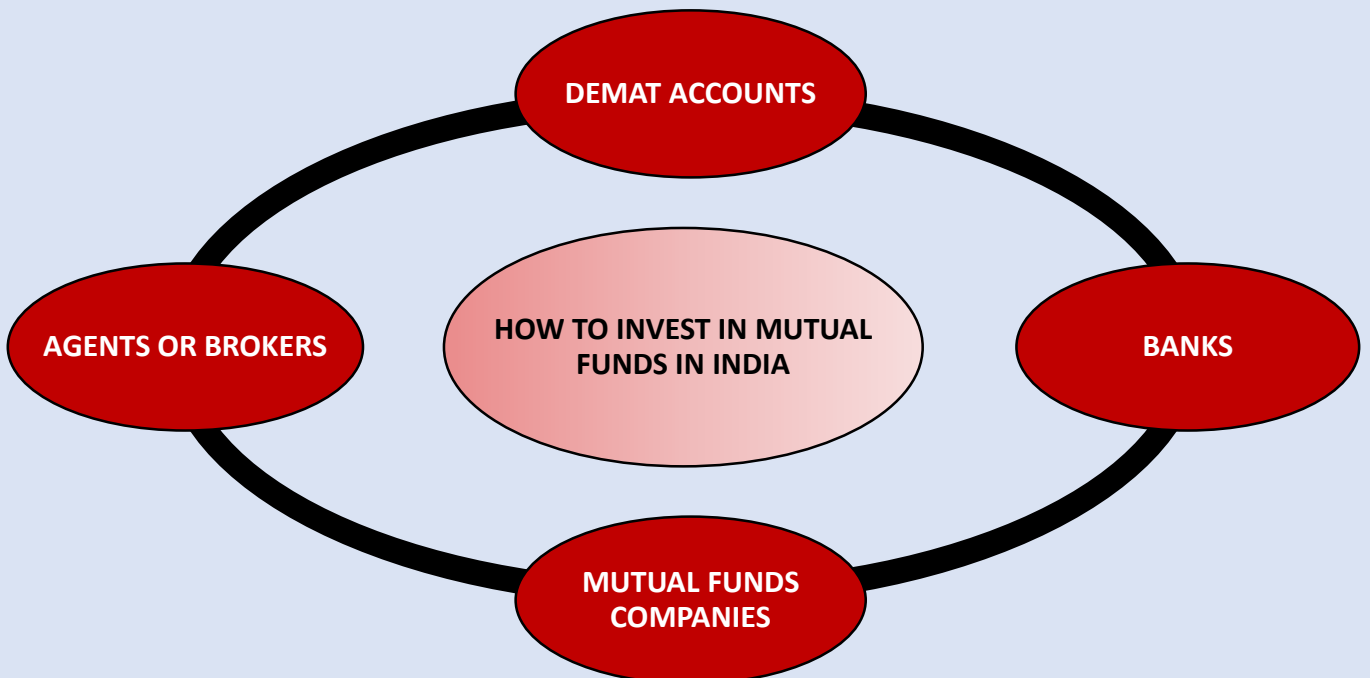 DEMAT ACCOUNTS
AGENTS OR BROKERS
HOW TO INVEST IN MUTUAL
FUNDS IN INDIA
BANKS
MUTUAL FUNDS
COMPANIES